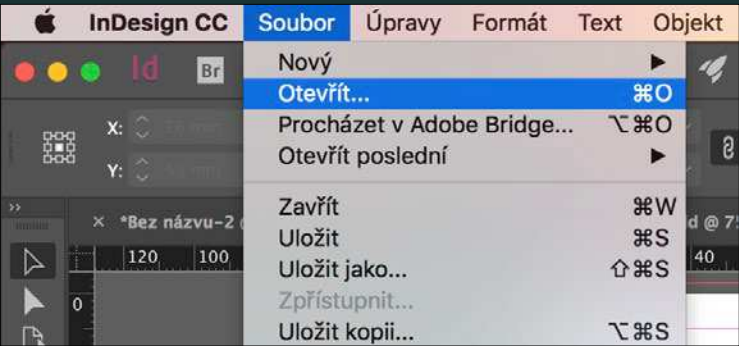 InDesign CC Soubor Úpravy Formát Text Objekt
Id Br
Nový ▶
Otevřít... ⌘O
Procházet v Adobe Bridge... ⌥⌘O
Otevřít poslední ▶
X:
Y:
Zavřít ⌘W
× *Bez názvu-2
Uložit ⌘S
120 100
40
Uložit jako... ⇧⌘S
0
Zpřístupnit...
Uložit kopii... ⌥⌘S